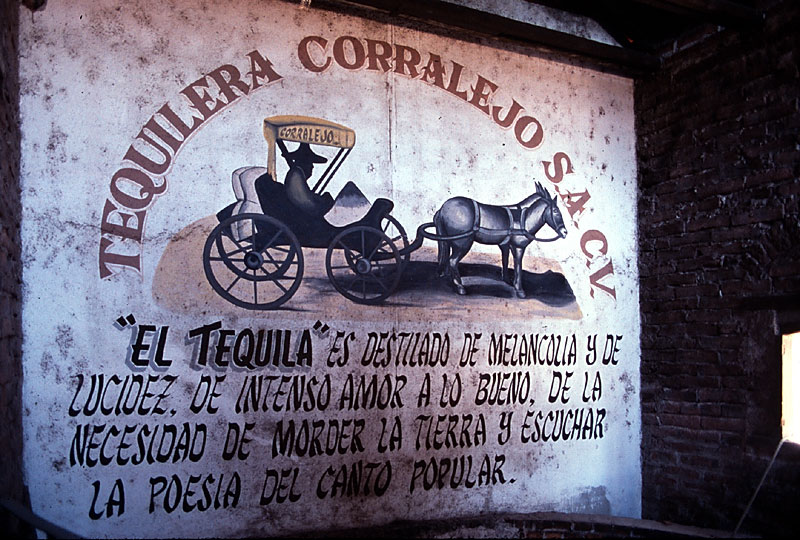 TEQUILERA CORRALEJO S.A. C.V.
CORRALEJO
"EL TEQUILA" ES DESTILADO DE MELANCOLIA Y DE
LUCIDEZ, DE INTENSO AMOR A LO BUENO, DE LA
NECESIDAD DE MORDER LA TIERRA Y ESCUCHAR
LA POESIA DEL CANTO POPULAR.